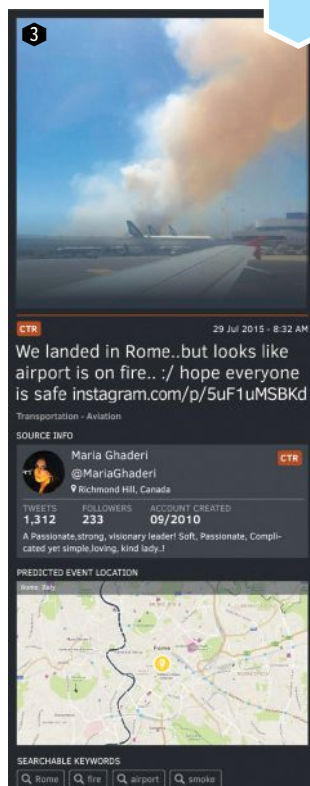 3
CTR
29 Jul 2015 - 8:32 AM
We landed in Rome..but looks like
airport is on fire.. :/ hope everyone
is safe instagram.com/p/5uF1uMSBKd
Transportation - Aviation
SOURCE INFO
Maria Ghaderi
CTR
@MariaGhaderi
Richmond Hill, Canada
TWEETS FOLLOWERS ACCOUNT CREATED
1,312 233 09/2010
A Passionate,strong, visionary leader! Soft, Passionate, Compli-
cated yet simple,loving, kind lady..!
PREDICTED EVENT LOCATION
Rome, Italy
Rome
SEARCHABLE KEYWORDS
Rome fire airport smoke